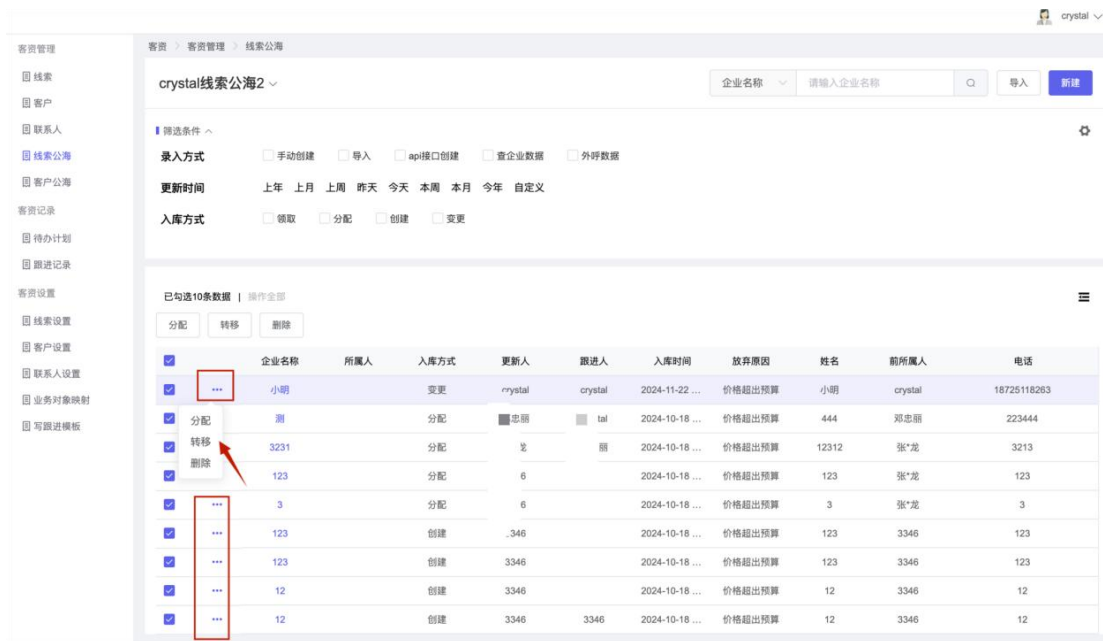 crystal
客资管理
线索
客户
联系人
线索公海
客户公海
客资记录
待办计划
跟进记录
客资设置
线索设置
客户设置
联系人设置
业务对象映射
写跟进模板
客资 > 客资管理 > 线索公海
crystal线索公海2
企业名称 请输入企业名称 导入 新建
筛选条件
录入方式 手动创建 导入 api接口创建 查企业数据 外呼数据
更新时间 上年 上月 上周 昨天 今天 本周 本月 今年 自定义
入库方式 领取 分配 创建 变更
已勾选10条数据 | 操作全部
分配 转移 删除
企业名称 所属人 入库方式 更新人 跟进人 入库时间 放弃原因 姓名 前所属人 电话
... 小明 变更 crystal crystal 2024-11-22 ... 价格超出预算 小明 crystal 18725118263
测 分配 忠丽 tal 2024-10-18 ... 价格超出预算 444 邓忠丽 223444
3231 分配 龙 丽 2024-10-18 ... 价格超出预算 12312 张*龙 3213
123 分配 6 2024-10-18 ... 价格超出预算 123 张*龙 123
... 3 分配 6 2024-10-18 ... 价格超出预算 3 张*龙 3
... 123 创建 3346 2024-10-18 ... 价格超出预算 123 3346 123
... 123 创建 3346 2024-10-18 ... 价格超出预算 123 3346 123
... 12 创建 3346 2024-10-18 ... 价格超出预算 12 3346 12
... 12 创建 3346 3346 2024-10-18 ... 价格超出预算 12 3346 12
分配
转移
删除